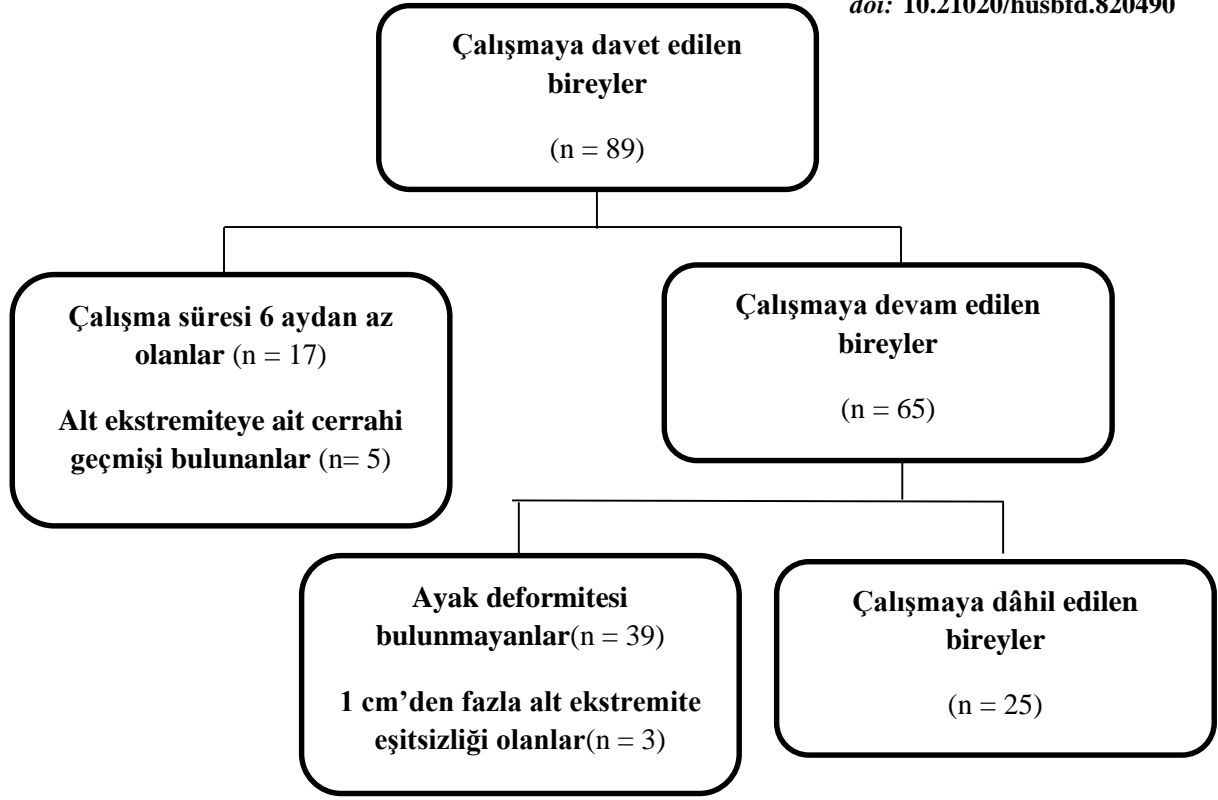 doi: 10.21020/husbfd.820490
Çalışmaya davet edilen
bireyler
(n = 89)
Çalışma süresi 6 aydan az
olanlar (n = 17)
Alt ekstremiteye ait cerrahi
geçmişi bulunanlar (n= 5)
Çalışmaya devam edilen
bireyler
(n = 65)
Ayak deformitesi
bulunmayanlar(n = 39)
1 cm’den fazla alt ekstremite
eşitsizliği olanlar(n = 3)
Çalışmaya dâhil edilen
bireyler
(n = 25)